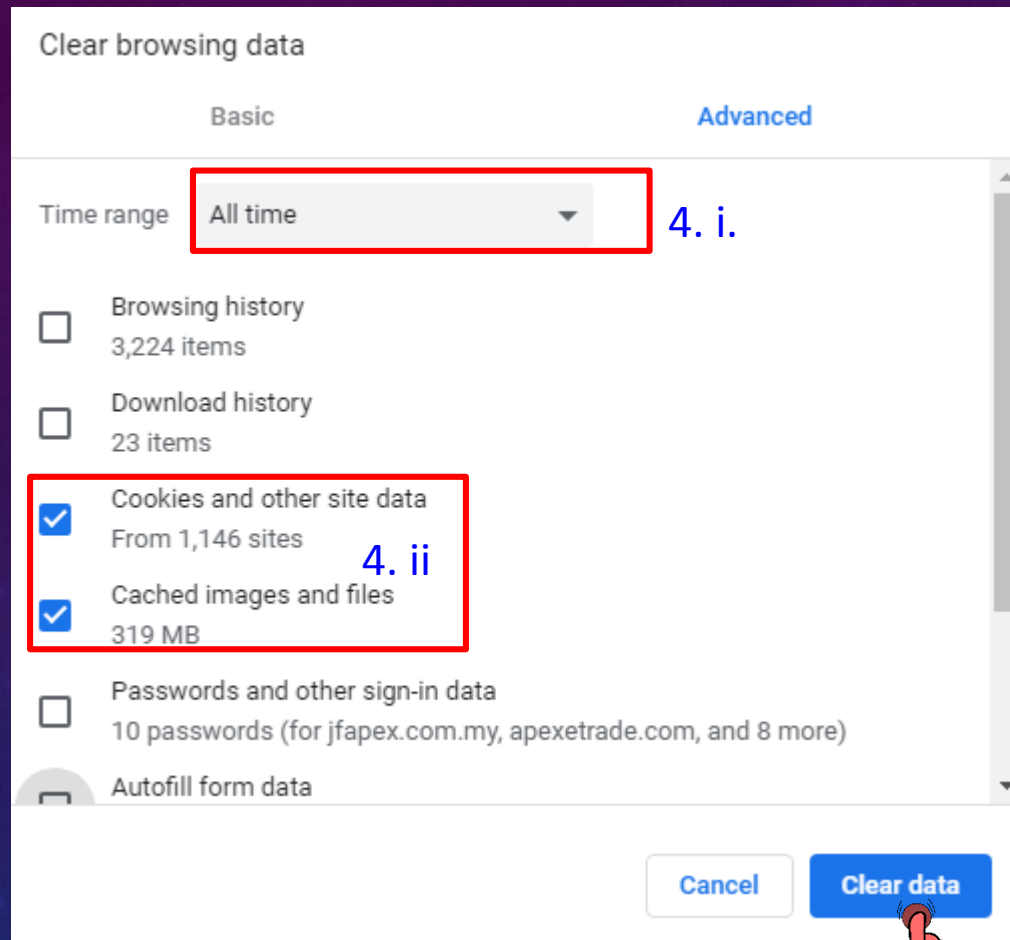 Clear browsing data
Basic Advanced
Time range All time 4. i.
Browsing history
3,224 items
Download history
23 items
Cookies and other site data
From 1,146 sites
4. ii
Cached images and files
319 MB
Passwords and other sign-in data
10 passwords (for jfapex.com.my, apexetrade.com, and 8 more)
Autofill form data
Cancel Clear data